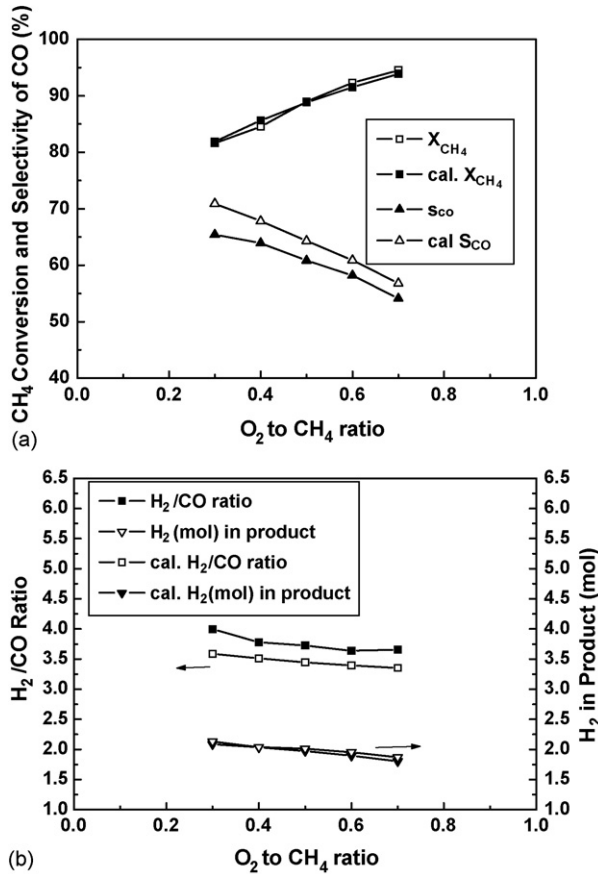 CH4 Conversion and Selectivity of CO (%)
100
90
80
70
60
50
40
0.0
0.2
0.4
0.6
0.8
1.0
XCH4
cal. XCH4
sco
cal SCO
O2 to CH4 ratio
(a)
H2 /CO Ratio
6.5
6.0
5.5
5.0
4.5
4.0
3.5
3.0
2.5
2.0
1.5
1.0
H2 /CO ratio
H2 (mol) in product
cal. H2/CO ratio
cal. H2(mol) in product
6.5
6.0
5.5
5.0
4.5
4.0
3.5
3.0
2.5
2.0
1.5
1.0
H2 in Product (mol)
0.0
0.2
0.4
0.6
0.8
1.0
O2 to CH4 ratio
(b)